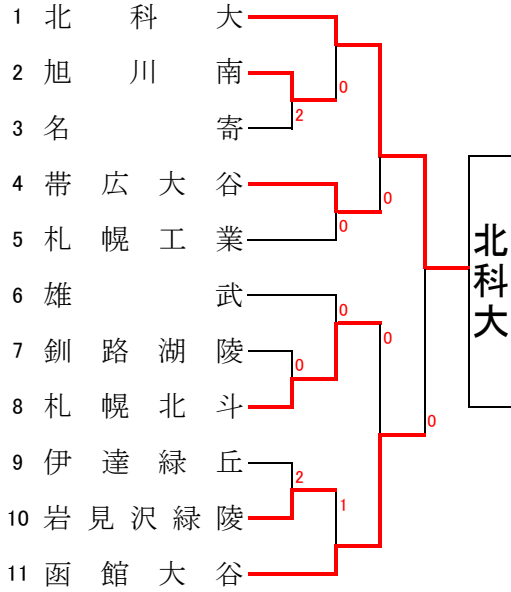 1 北科大
2 旭川南
3 名寄
4 帯広大谷
5 札幌工業
6 雄武
7 釧路湖陵
8 札幌北斗
9 伊達緑丘
10 岩見沢緑陵
11 函館大谷
0
2
0
0
0
0
0
0
2
1
北科大